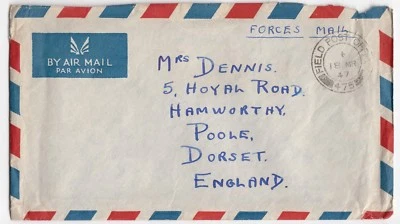 FORCES MAIL
BY AIR MAIL
PAR AVION
FIELD POST OFFICE
475
Mrs DENNIS.
5, HOYAL ROAD.
HAMWORTHY,
POOLE,
DORSET.
ENGLAND.